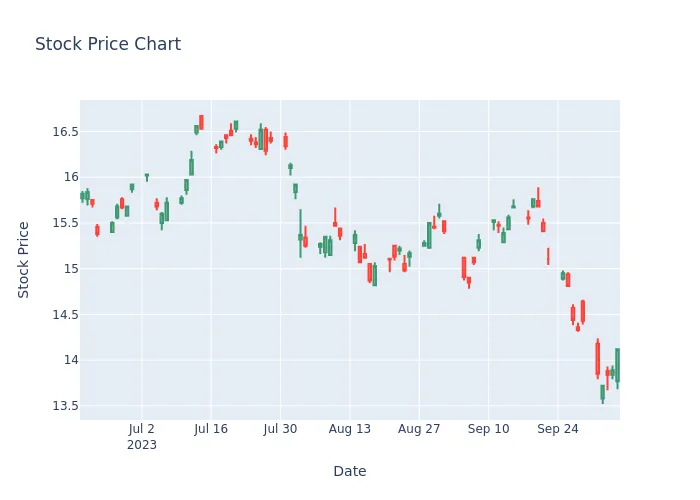 Stock Price Chart
16.5
16
15.5
15
14.5
14
13.5
Stock Price
Jul 2
2023
Jul 16
Jul 30
Aug 13
Aug 27
Sep 10
Sep 24
Date